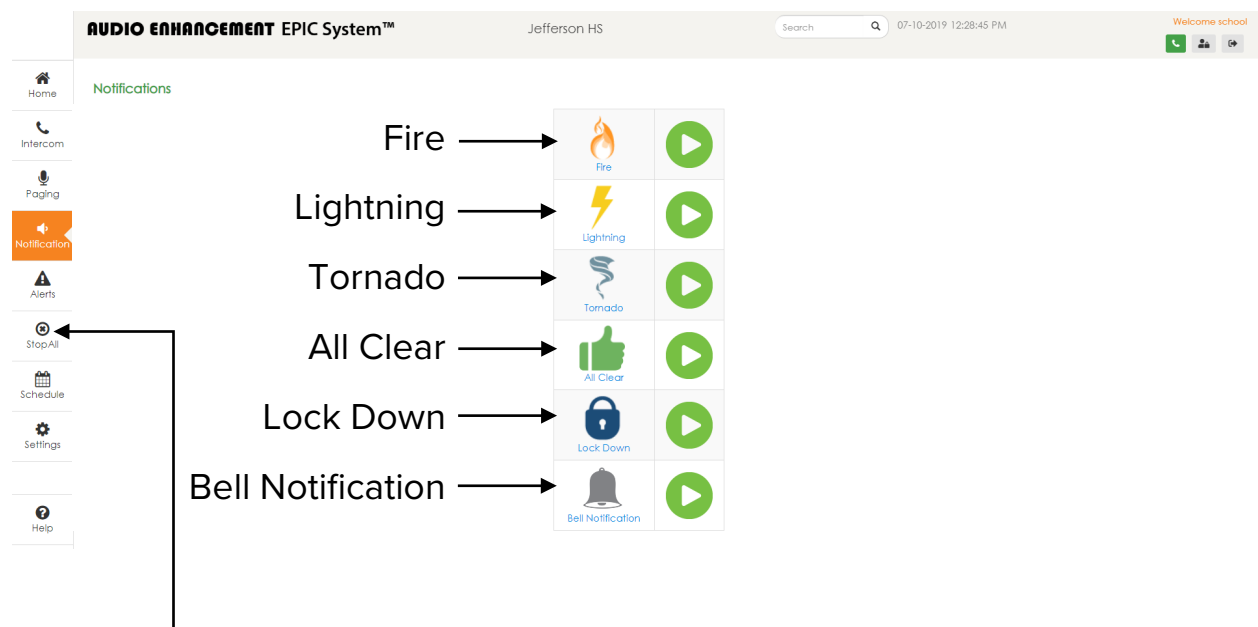 AUDIO ENHANCEMENT EPIC System™
Jefferson HS
Search
07-10-2019 12:28:45 PM
Welcome school
Home
Intercom
Paging
Notification
Alerts
StopAll
Schedule
Settings
Help
Notifications
Fire
Fire
Lightning
Lightning
Tornado
Tornado
All Clear
All Clear
Lock Down
Lock Down
Bell Notification
Bell Notification